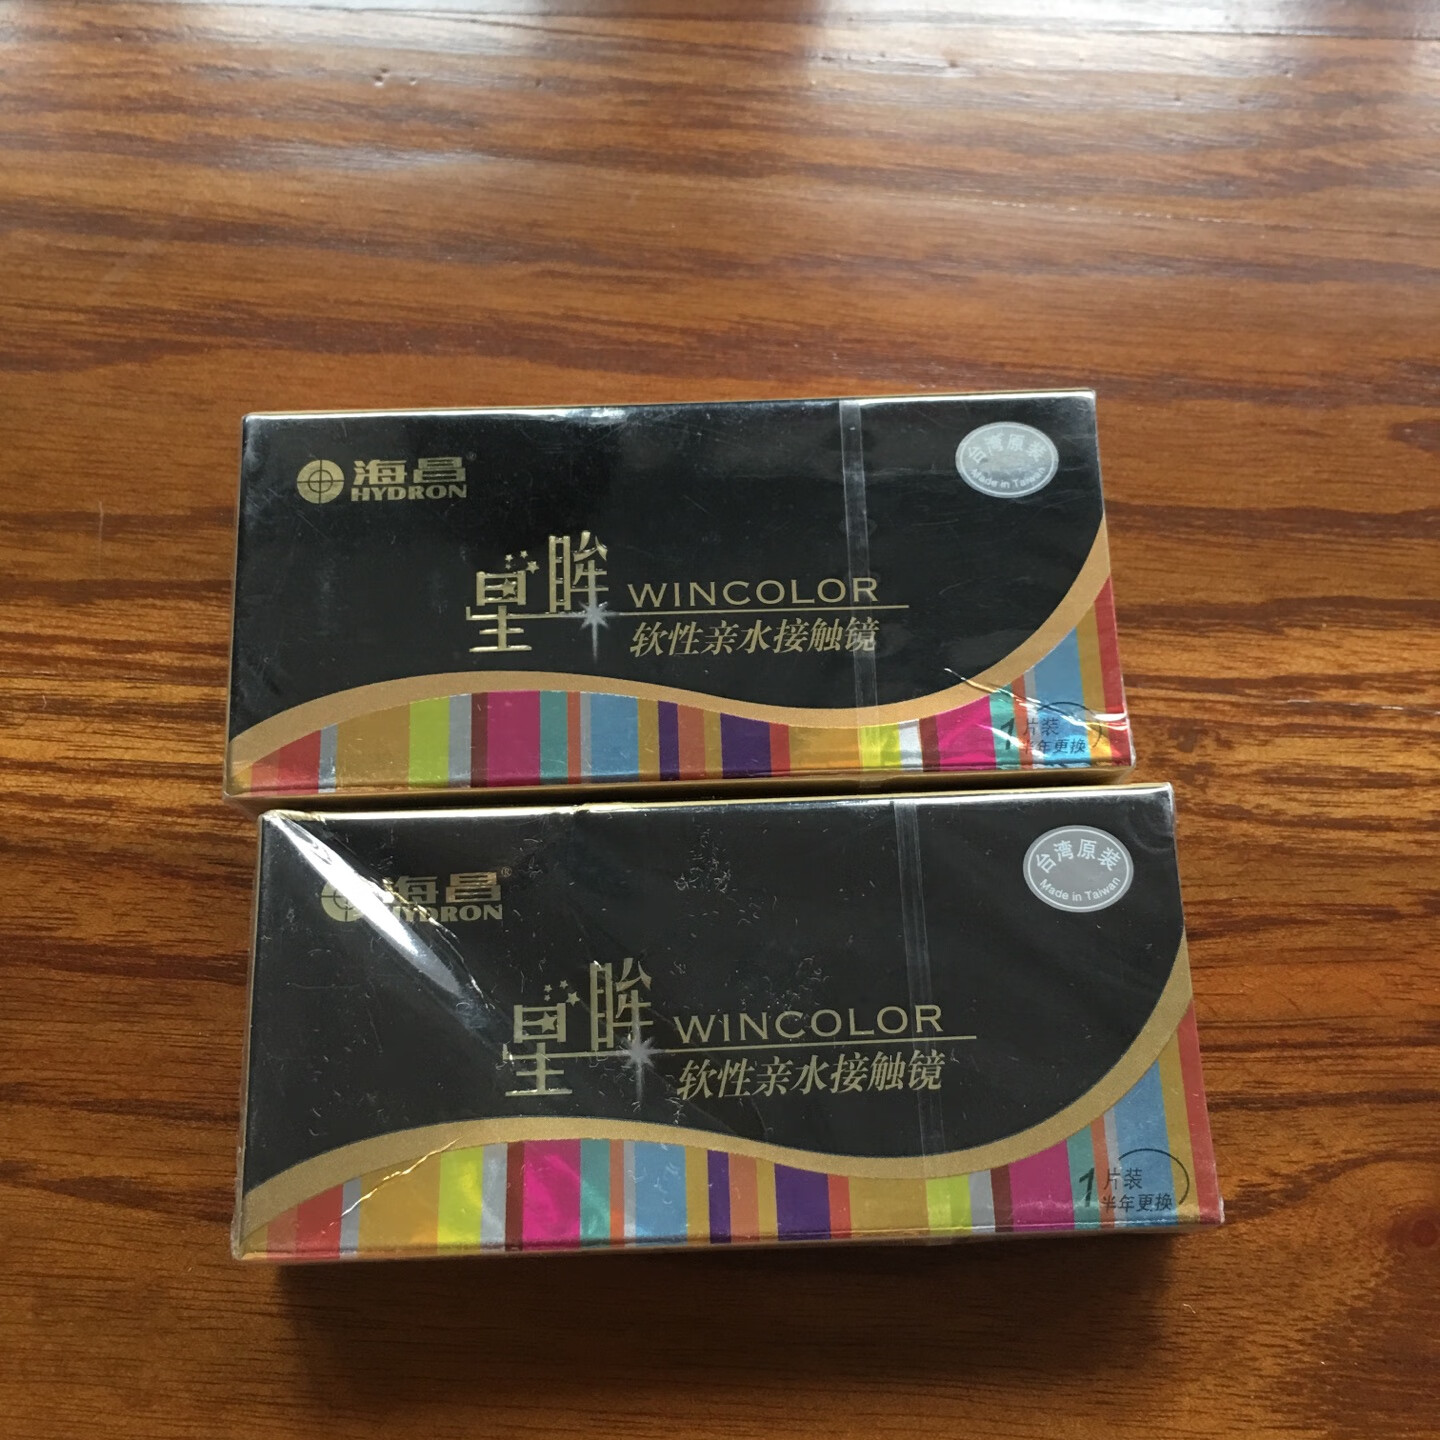 海昌
HYDRON
台湾原装
Made in Taiwan
星眸 WINCOLOR
软性亲水接触镜
1片装
半年更换
海昌®
HYDRON
台湾原装
Made in Taiwan
星眸 WINCOLOR
软性亲水接触镜
1片装
半年更换